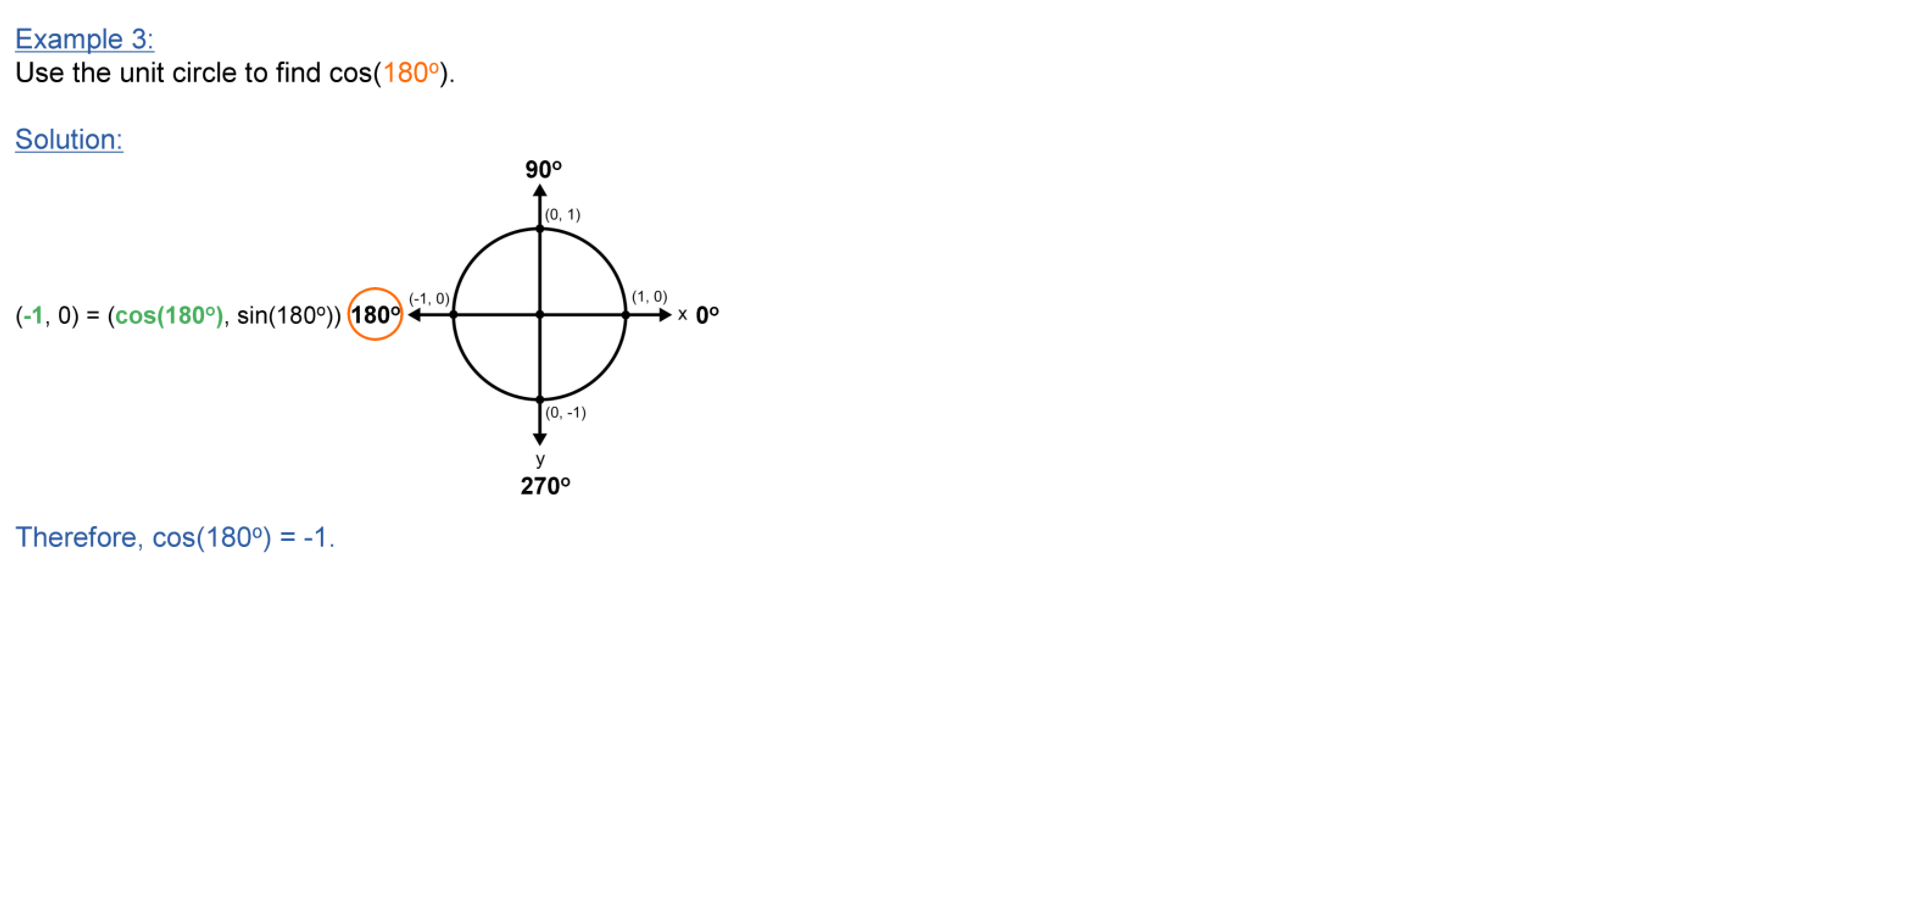 Example 3:
Use the unit circle to find cos(180º).
Solution:
90º
(0, 1)
(-1, 0) = (cos(180º), sin(180º)) 180º (-1, 0) (1, 0) x 0º
(0, -1)
y
270º
Therefore, cos(180º) = -1.